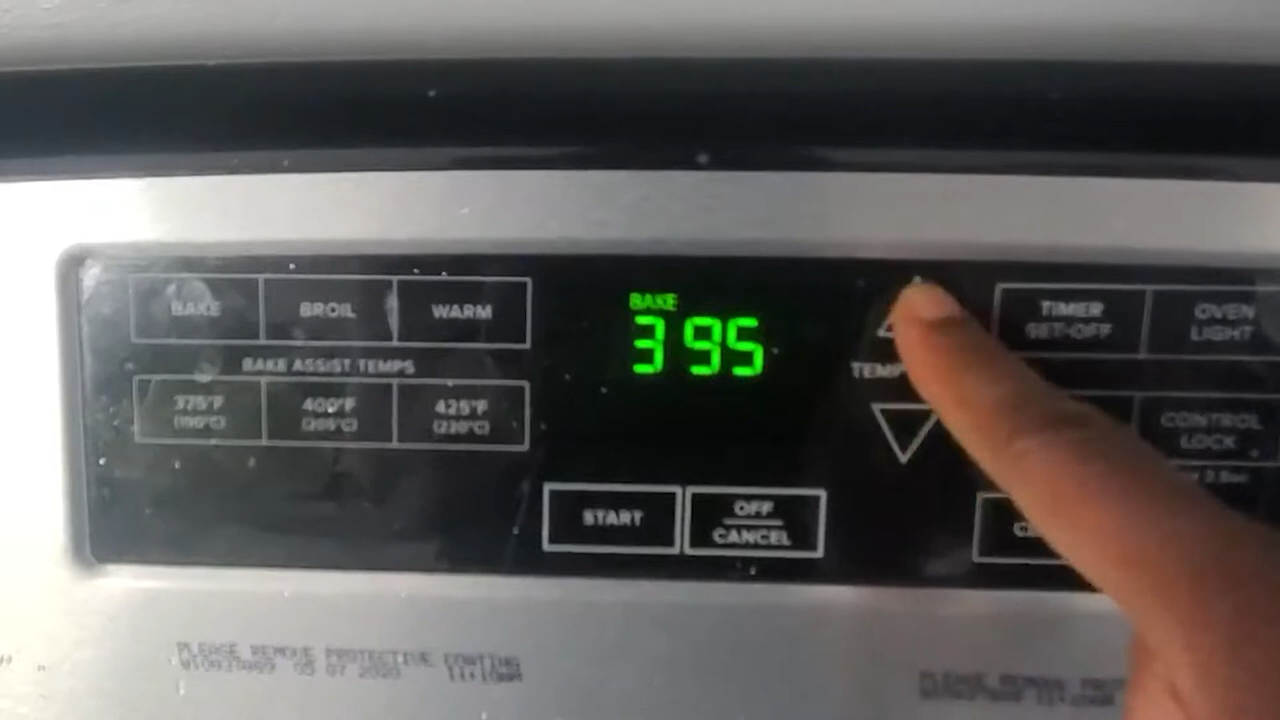 BAKE
BROIL
WARM
BAKE ASSIST TEMPS
375°F
(190°C)
400°F
(205°C)
425°F
(220°C)
BAKE
395
START
OFF
CANCEL
TEMP
TIMER
SET-OFF
OVEN
LIGHT
CONTROL
LOCK
PLEASE REMOVE PROTECTIVE COATING